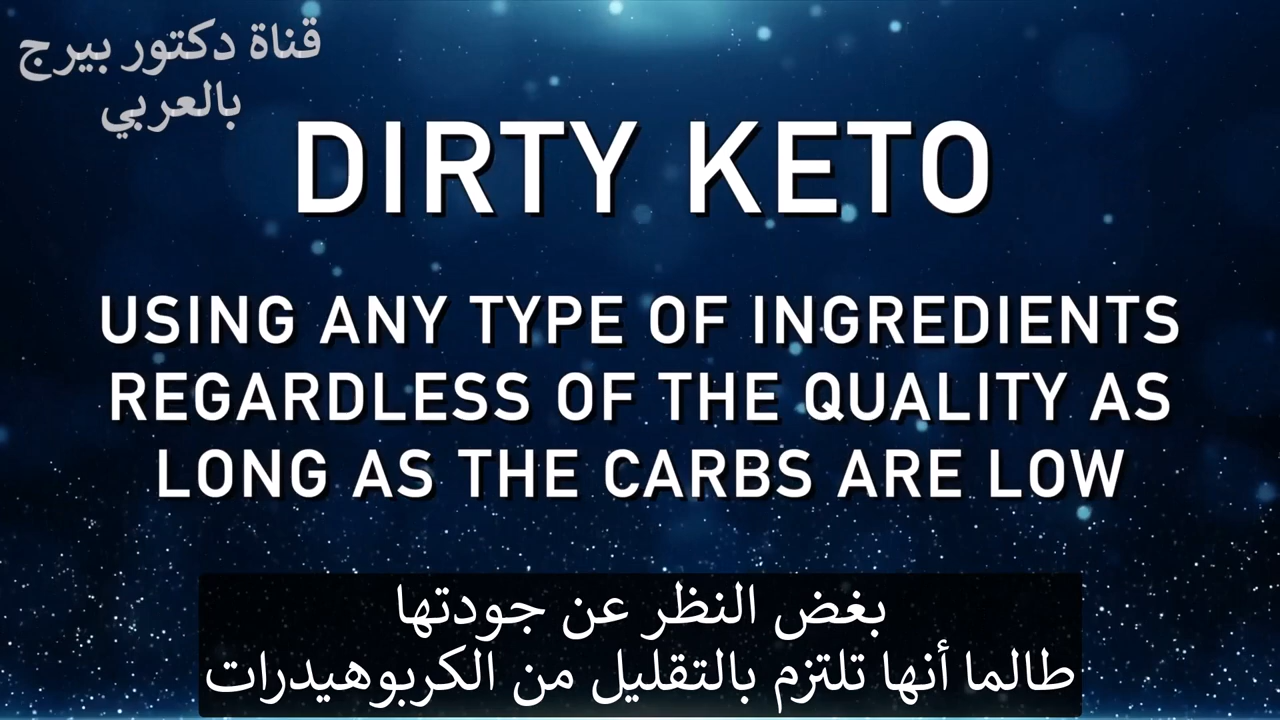 قناة دكتور بيرج
بالعربي
DIRTY KETO
USING ANY TYPE OF INGREDIENTS
REGARDLESS OF THE QUALITY AS
LONG AS THE CARBS ARE LOW
بغض النظر عن جودتها
طالما أنها تلتزم بالتقليل من الكربوهيدرات